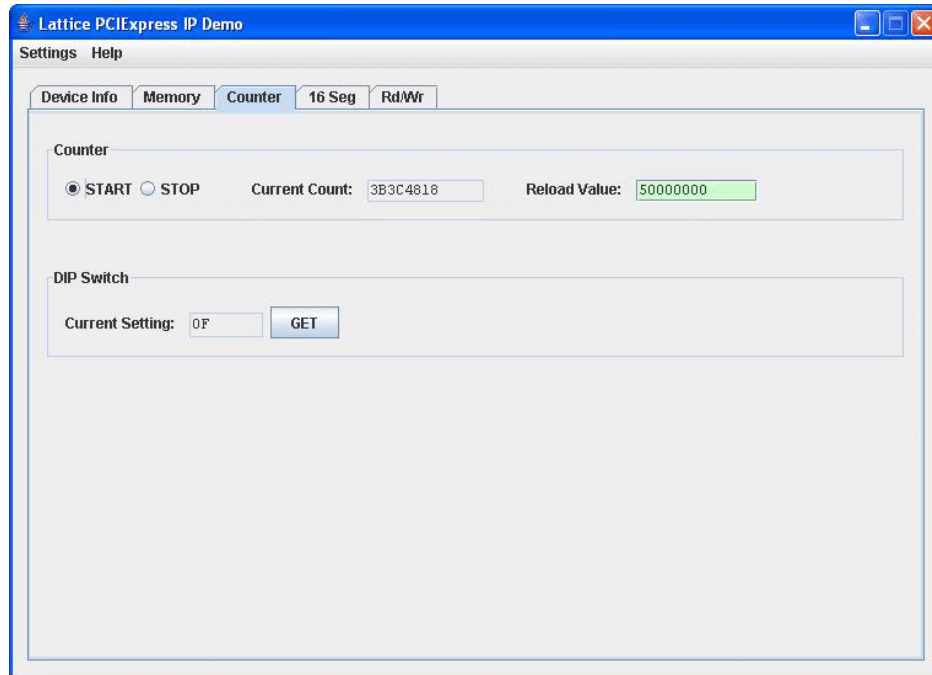 Lattice PCIExpress IP Demo
Settings Help
Device Info Memory Counter 16 Seg Rd/Wr
Counter
START STOP Current Count: 3B3C4818 Reload Value: 50000000
DIP Switch
Current Setting: 0F GET